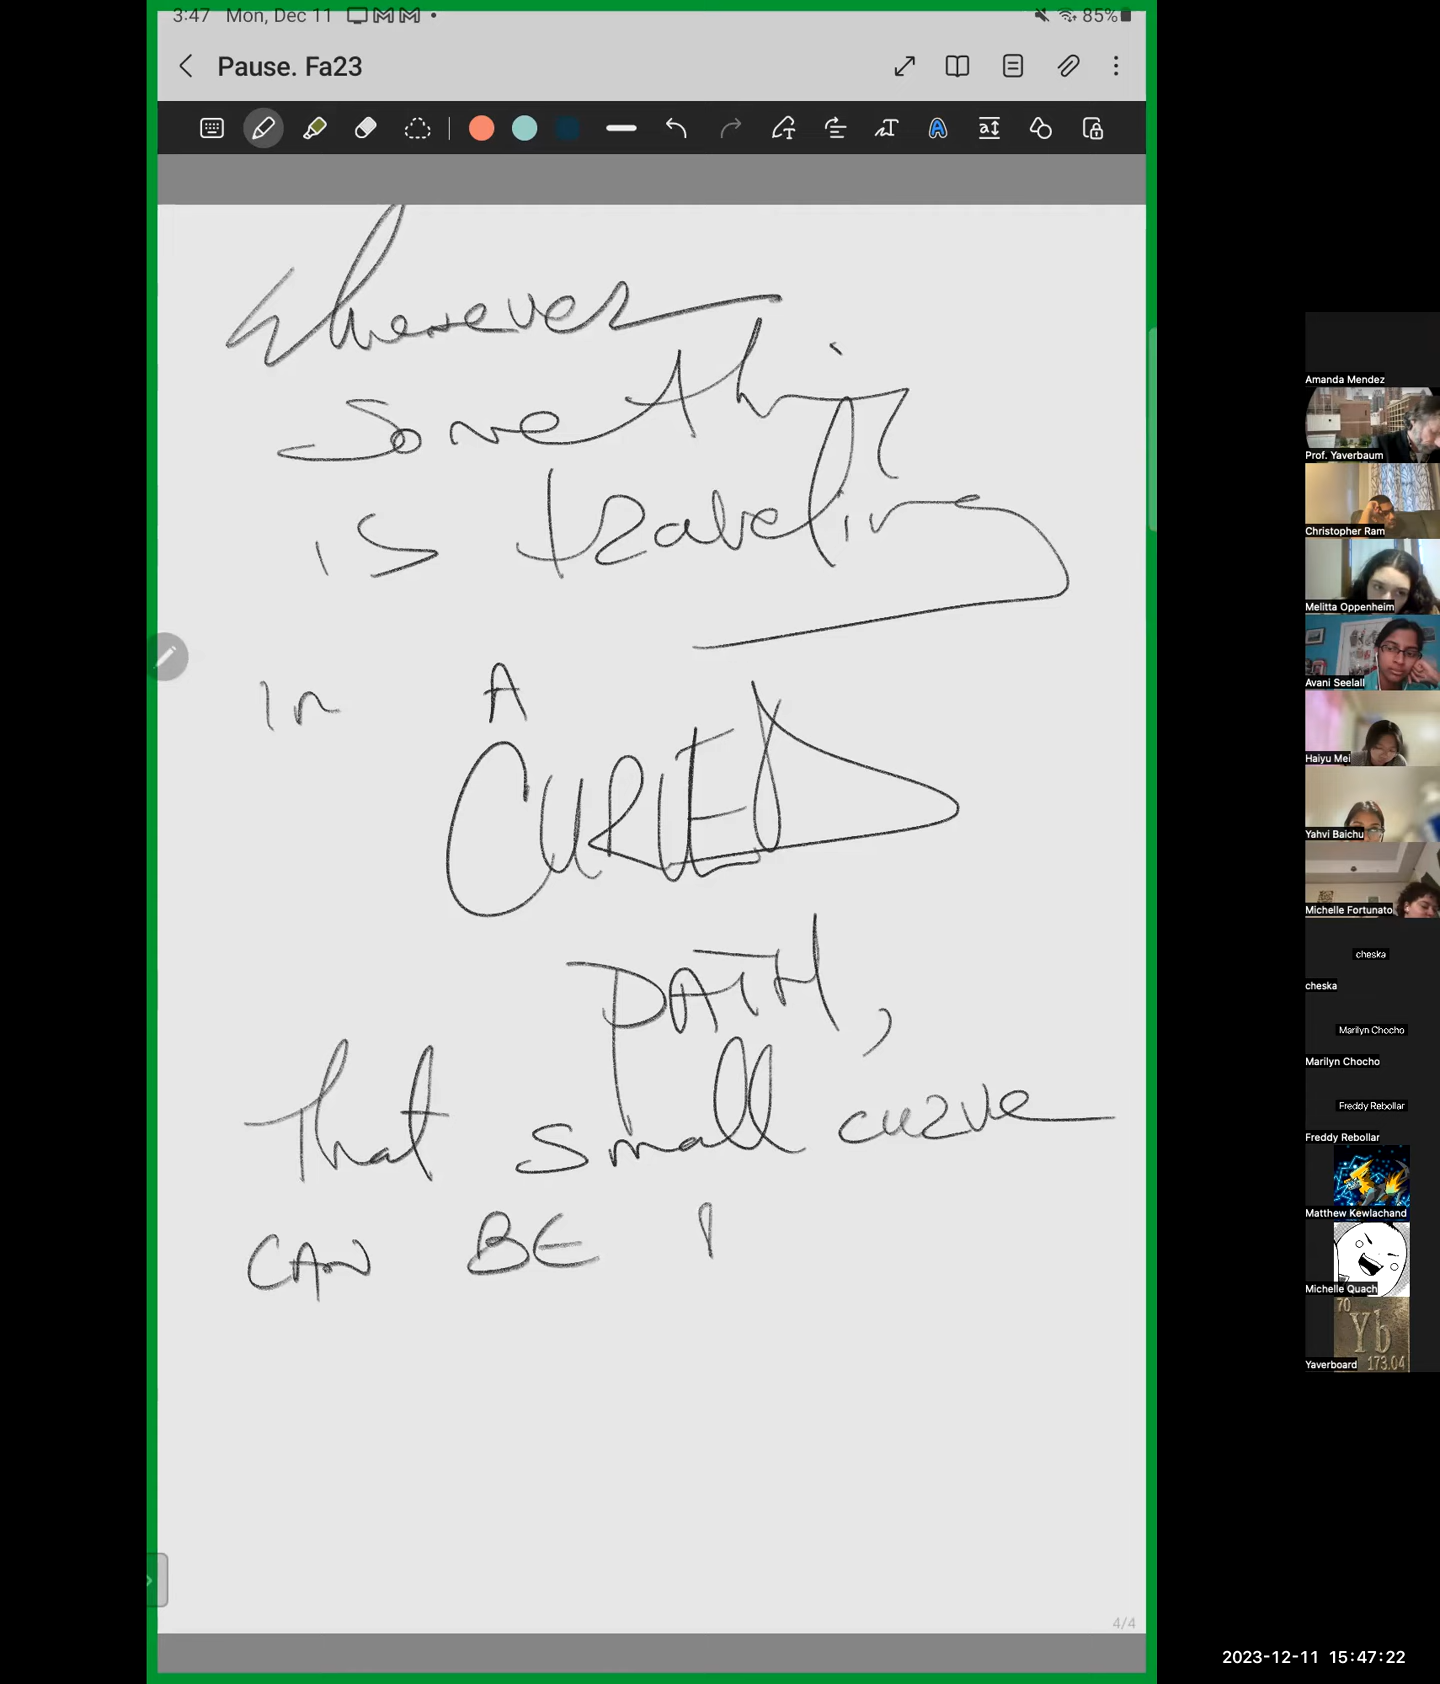 3:47 Mon, Dec 11
85%
Pause. Fa23
Wherever
something
is traveling
in A
CURVED
PATH,
That small curve
CAN BE
4/4
Amanda Mendez
Prof. Yaverbaum
Christopher Ram
Melitta Oppenheim
Avani Seelall
Haiyu Mei
Yahvi Baichu
Michelle Fortunato
cheska
cheska
Marilyn Chocho
Marilyn Chocho
Freddy Rebollar
Freddy Rebollar
Matthew Kewlachand
Michelle Quach
70
Yb
Yaverboard 173.04
2023-12-11 15:47:22